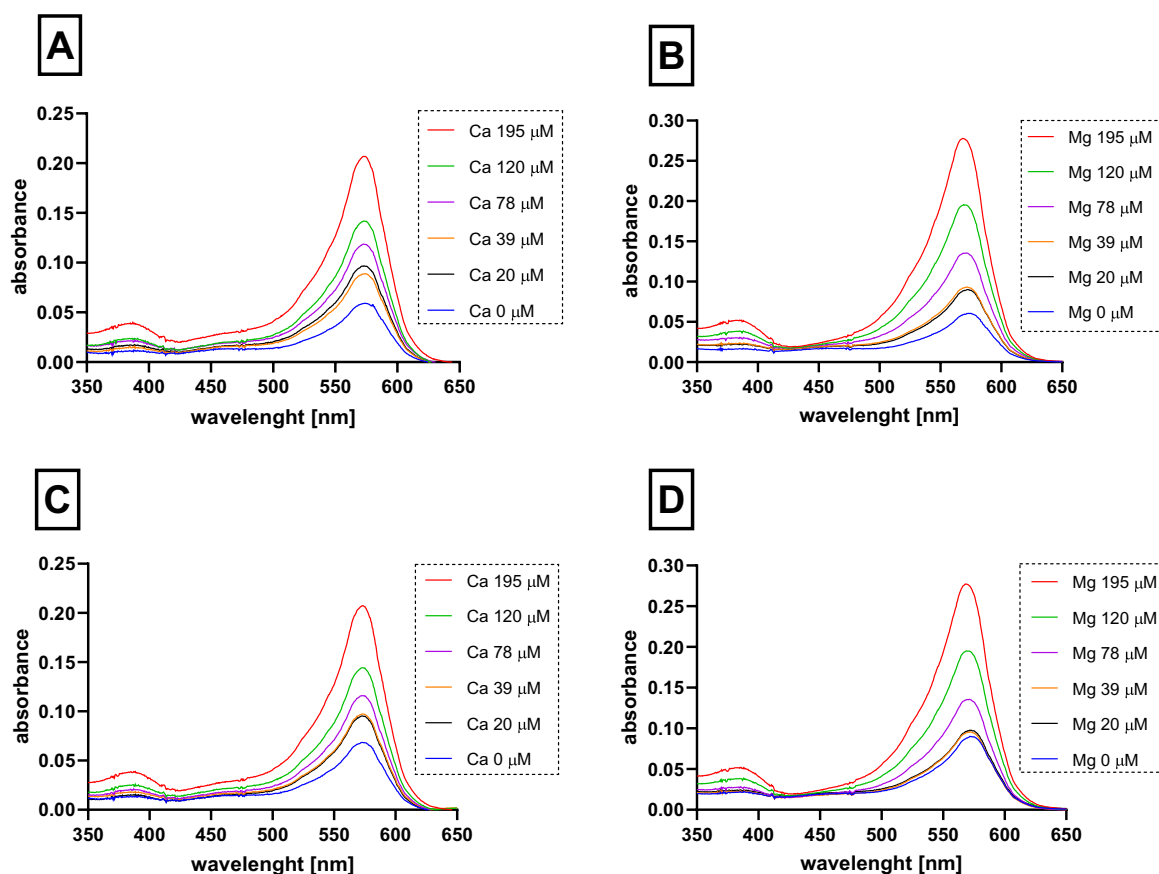 A
absorbance
0.25
0.20
0.15
0.10
0.05
0.00
350 400 450 500 550 600 650
wavelenght [nm]
Ca 195 μM
Ca 120 μM
Ca 78 μM
Ca 39 μM
Ca 20 μM
Ca 0 μM
B
absorbance
0.30
0.25
0.20
0.15
0.10
0.05
0.00
350 400 450 500 550 600 650
wavelenght [nm]
Mg 195 μM
Mg 120 μM
Mg 78 μM
Mg 39 μM
Mg 20 μM
Mg 0 μM
C
absorbance
0.25
0.20
0.15
0.10
0.05
0.00
350 400 450 500 550 600 650
wavelenght [nm]
Ca 195 μM
Ca 120 μM
Ca 78 μM
Ca 39 μM
Ca 20 μM
Ca 0 μM
D
absorbance
0.30
0.25
0.20
0.15
0.10
0.05
0.00
350 400 450 500 550 600 650
wavelenght [nm]
Mg 195 μM
Mg 120 μM
Mg 78 μM
Mg 39 μM
Mg 20 μM
Mg 0 μM